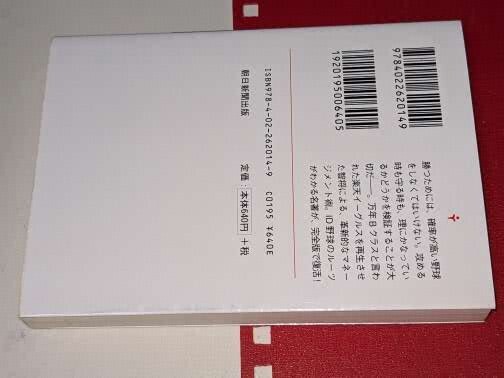 9784022620149
1920195006405
ISBN978-4-02-262014-9
C0195 ¥640E
朝日新聞出版
定価：本体640円 ＋税
勝つためには、確率が高い野球
をしなくてはいけない。攻める
時も守る時も、理にかなってい
るかどうかを検証することが大
切だ――。万年Bクラスと言わ
れた楽天イーグルスを再生させ
た智将による、革新的なマネー
ジメント術。ID野球のルーツ
がわかる名著が、完全版で復活！